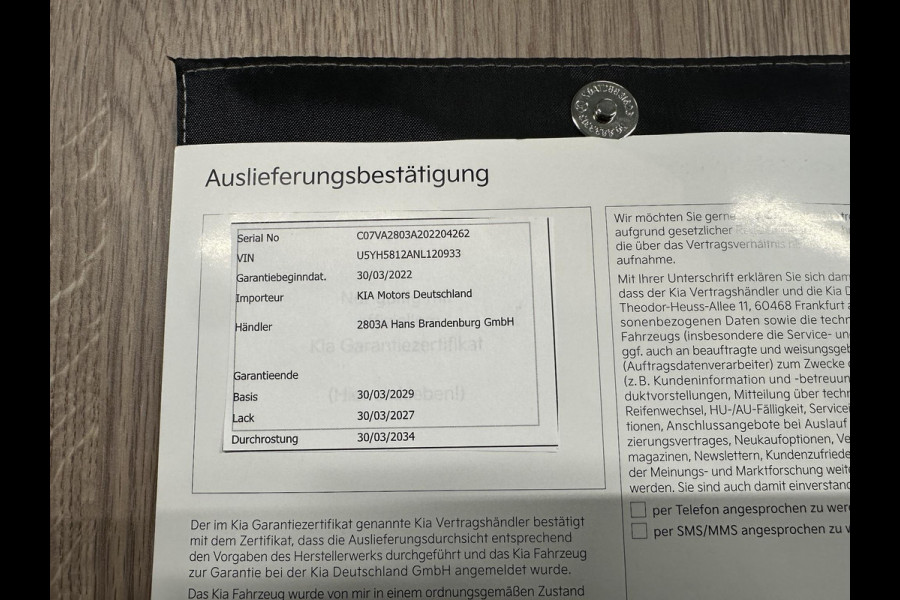 Auslieferungsbestätigung
Serial No C07VA2803A202204262
VIN U5YH5812ANL120933
Garantiebeginndat. 30/03/2022
Importeur KIA Motors Deutschland
Händler 2803A Hans Brandenburg GmbH
Kia Garantiezertifikat
Garantieende
Basis 30/03/2029
Lack 30/03/2027
Durchrostung 30/03/2034
Der im Kia Garantiezertifikat genannte Kia Vertragshändler bestätigt
mit dem Zertifikat, dass die Auslieferungsdurchsicht entsprechend
den Vorgaben des Herstellerwerks durchgeführt und das Kia Fahrzeug
zur Garantie bei der Kia Deutschland GmbH angemeldet wurde.
Das Kia Fahrzeug wurde von mir in einem ordnungsgemäßen Zustand
Wir möchten Sie gerne
aufgrund gesetzlicher
die über das Vertragsverhältnis
aufnahme.
Mit Ihrer Unterschrift erklären Sie sich dam
dass der Kia Vertragshändler und die Kia D
Theodor-Heuss-Allee 11, 60468 Frankfurt a
sonenbezogenen Daten sowie die techn
Fahrzeugs (insbesondere die Service- un
ggf. auch an beauftragte und weisungsgeb
(Auftragsdatenverarbeiter) zum Zwecke
(z. B. Kundeninformation und -betreuun
duktvorstellungen, Mitteilung über techn
Reifenwechsel, HU-/AU-Fälligkeit, Service
tionen, Anschlussangebote bei Auslauf
zierungsvertrages, Neukaufoptionen, Ve
magazinen, Newslettern, Kundenzufriede
der Meinungs- und Marktforschung weit
werden. Sie sind auch damit einverstand
per Telefon angesprochen zu wer
per SMS/MMS angesprochen zu w